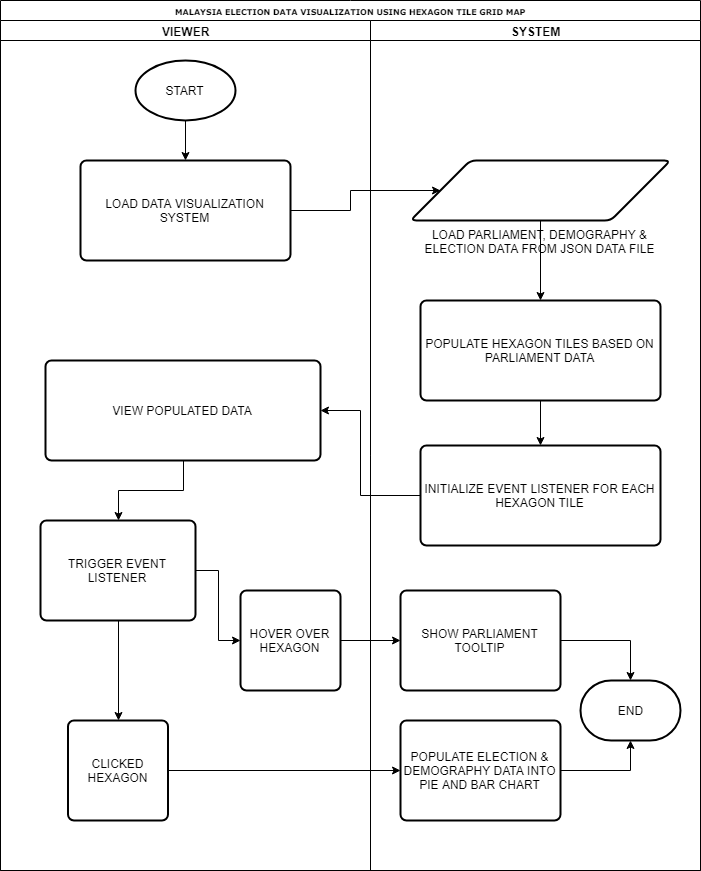 MALAYSIA ELECTION DATA VISUALIZATION USING HEXAGON TILE GRID MAP
VIEWER
SYSTEM
START
LOAD DATA VISUALIZATION
SYSTEM
LOAD PARLIAMENT, DEMOGRAPHY &
ELECTION DATA FROM JSON DATA FILE
POPULATE HEXAGON TILES BASED ON
PARLIAMENT DATA
VIEW POPULATED DATA
INITIALIZE EVENT LISTENER FOR EACH
HEXAGON TILE
TRIGGER EVENT
LISTENER
HOVER OVER
HEXAGON
SHOW PARLIAMENT
TOOLTIP
END
CLICKED
HEXAGON
POPULATE ELECTION &
DEMOGRAPHY DATA INTO
PIE AND BAR CHART